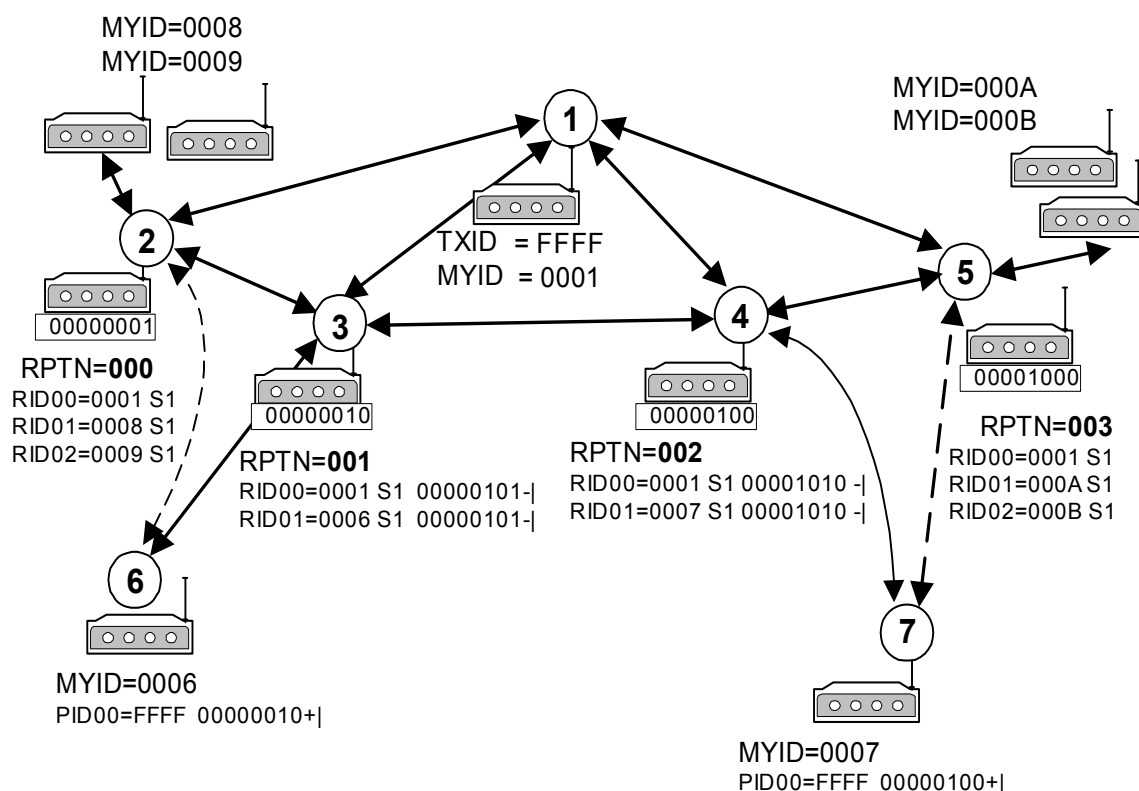 MYID=0008
MYID=0009
MYID=000A
MYID=000B
1
TXID = FFFF
MYID = 0001
2
00000001
RPTN=000
RID00=0001 S1
RID01=0008 S1
RID02=0009 S1
3
00000010
RPTN=001
RID00=0001 S1 00000101-|
RID01=0006 S1 00000101-|
4
00000100
RPTN=002
RID00=0001 S1 00001010 -|
RID01=0007 S1 00001010 -|
5
00001000
RPTN=003
RID00=0001 S1
RID01=000A S1
RID02=000B S1
6
MYID=0006
PID00=FFFF 00000010+|
7
MYID=0007
PID00=FFFF 00000100+|